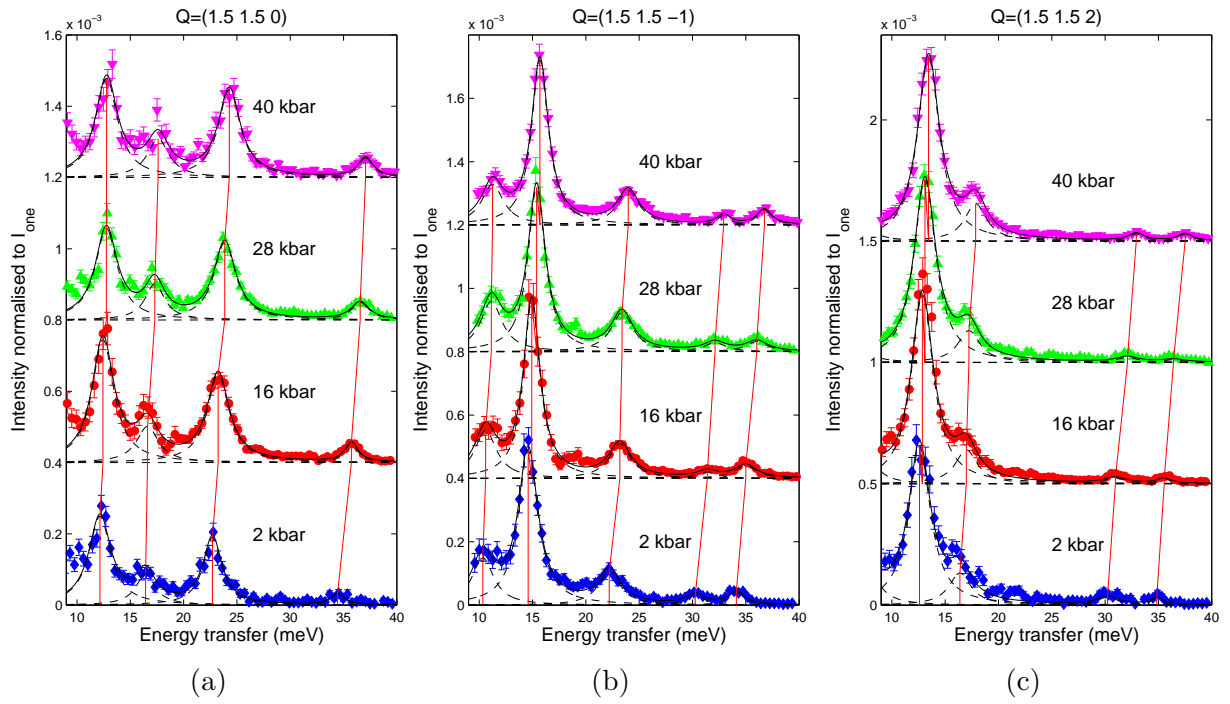 Q=(1.5 1.5 0)
x 10⁻³
1.6
1.4
1.2
1
0.8
0.6
0.4
0.2
0
10 15 20 25 30 35 40
Energy transfer (meV)
Intensity normalised to I_one
40 kbar
28 kbar
16 kbar
2 kbar
(a)
Q=(1.5 1.5 −1)
x 10⁻³
1.6
1.4
1.2
1
0.8
0.6
0.4
0.2
0
10 15 20 25 30 35 40
Energy transfer (meV)
Intensity normalised to I_one
40 kbar
28 kbar
16 kbar
2 kbar
(b)
Q=(1.5 1.5 2)
x 10⁻³
2
1.5
1
0.5
0
10 15 20 25 30 35 40
Energy transfer (meV)
Intensity normalised to I_one
40 kbar
28 kbar
16 kbar
2 kbar
(c)